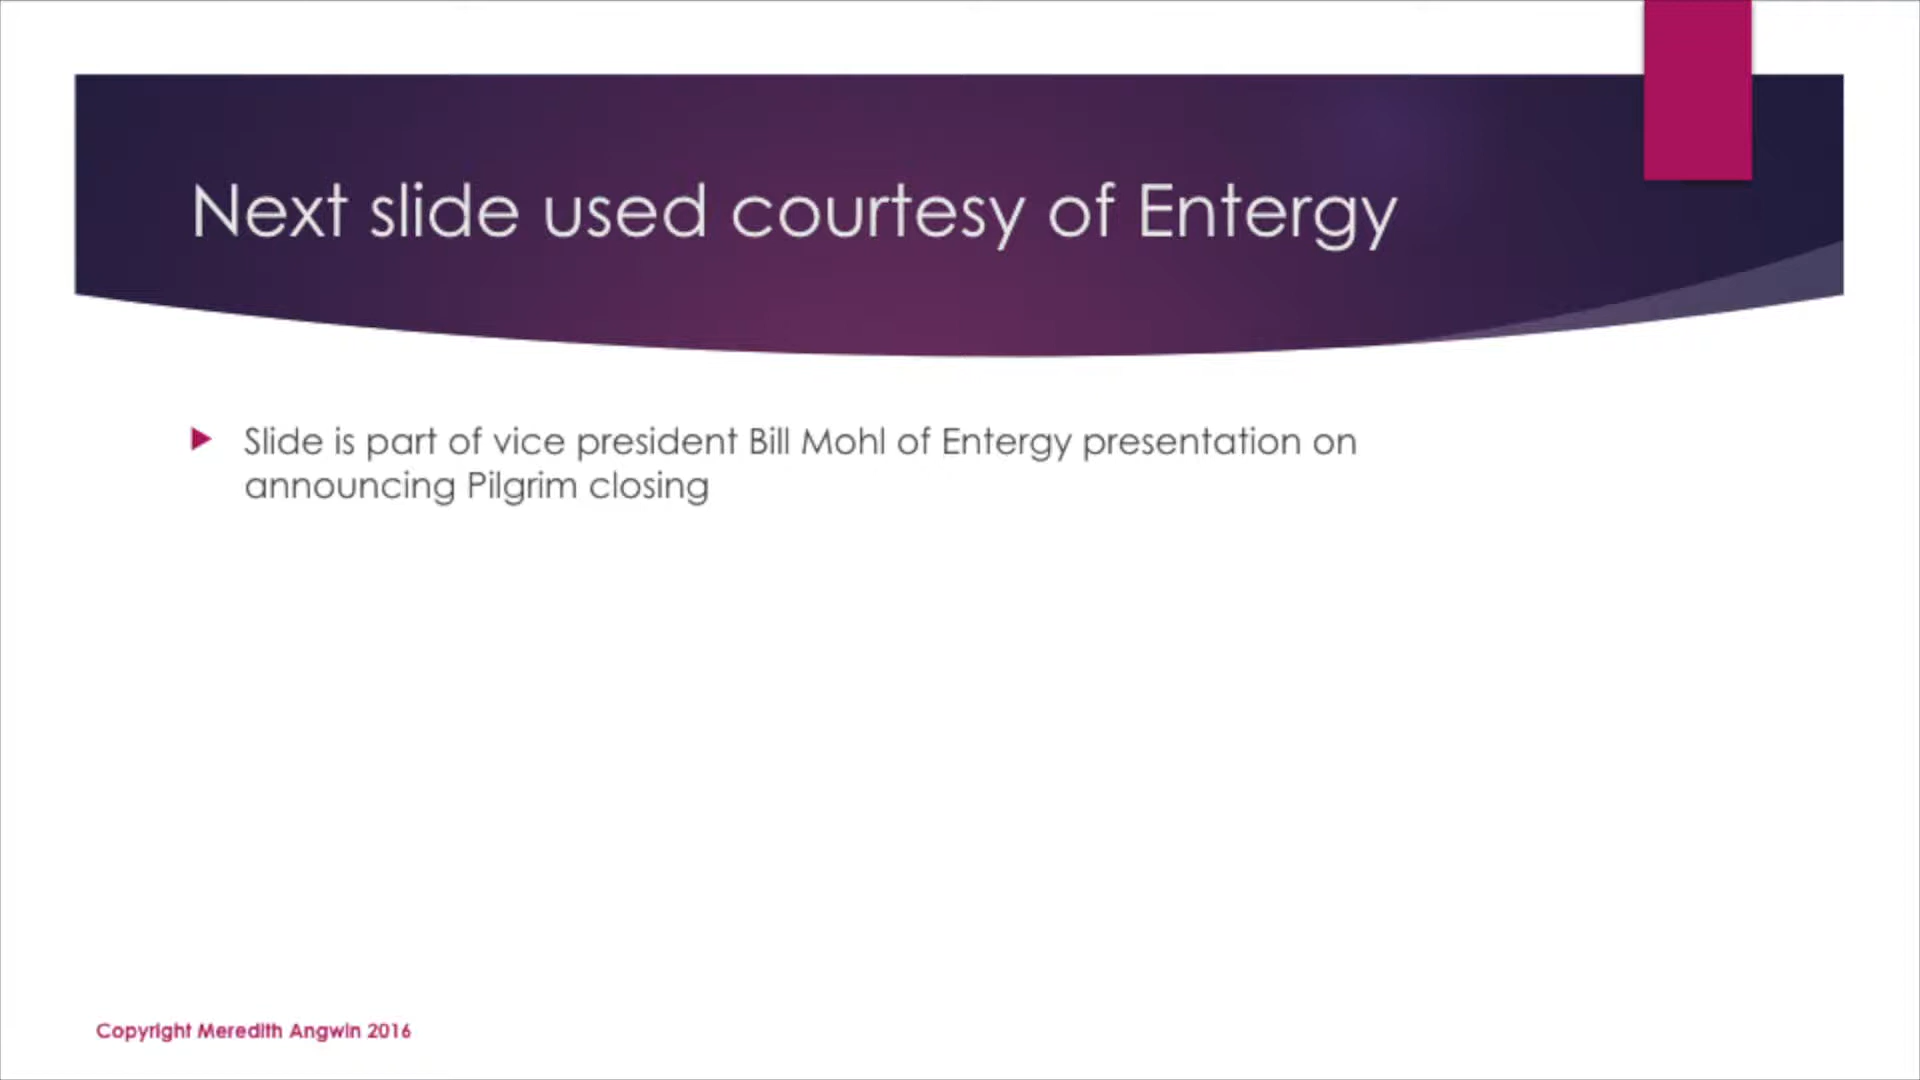 Next slide used courtesy of Entergy
Slide is part of vice president Bill Mohl of Entergy presentation on
announcing Pilgrim closing
Copyright Meredith Angwin 2016